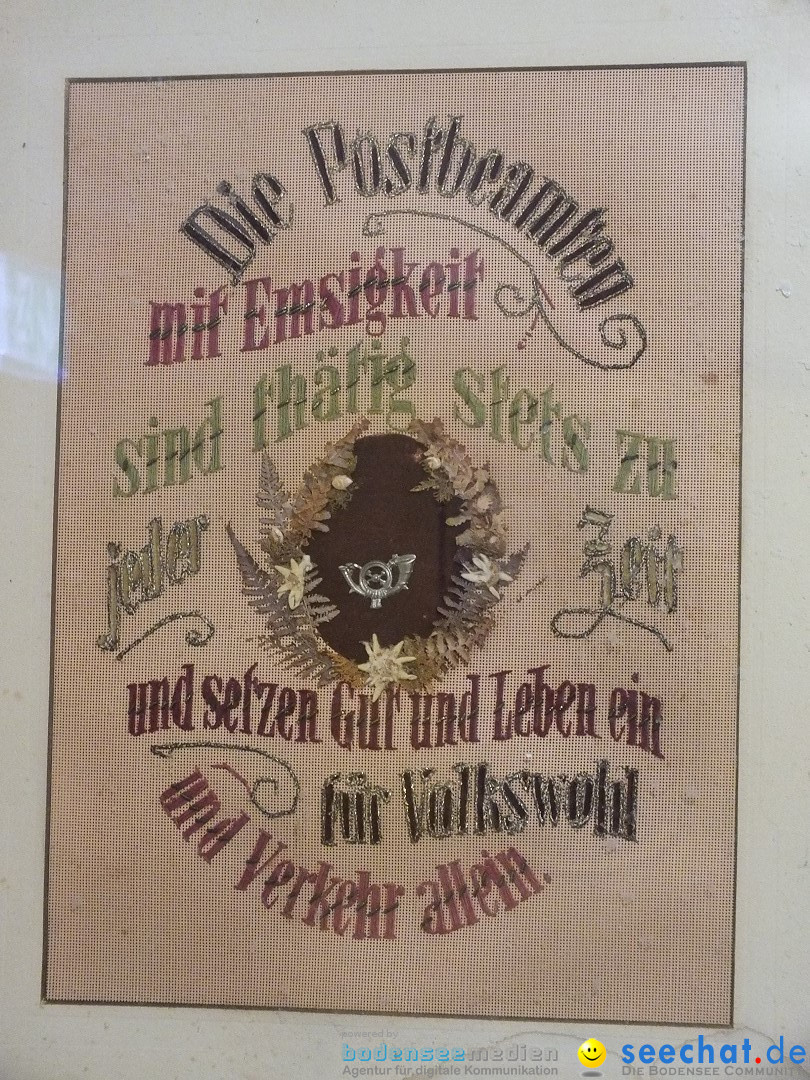 Die Postbeamten
mit Emsigkeit
sind thätig stets zu
jeder Zeit
und setzen Gut und Leben ein
für Volkswohl
und Verkehr allein.
powered by
bodenseemedien
Agentur für digitale Kommunikation
seechat.de
Die Bodensee Community